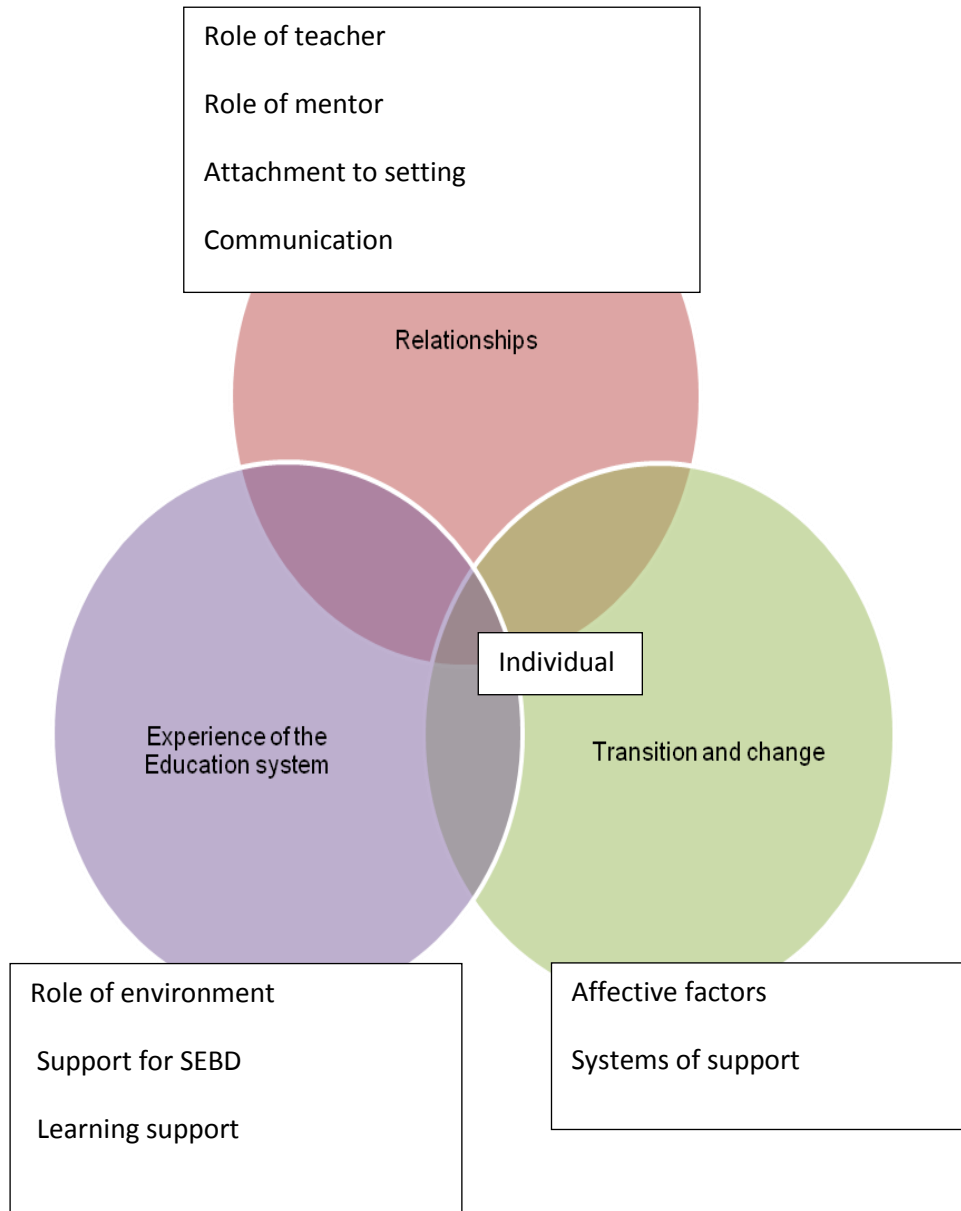 Role of teacher
Role of mentor
Attachment to setting
Communication
Relationships
Individual
Experience of the
Education system
Transition and change
Role of environment
Support for SEBD
Learning support
Affective factors
Systems of support